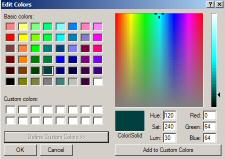 Edit Colors
Basic colors:
Custom colors:
Define Custom Colors >>
OK
Cancel
Color|Solid
Hue: 120
Sat: 240
Lum: 30
Red: 0
Green: 64
Blue: 64
Add to Custom Colors